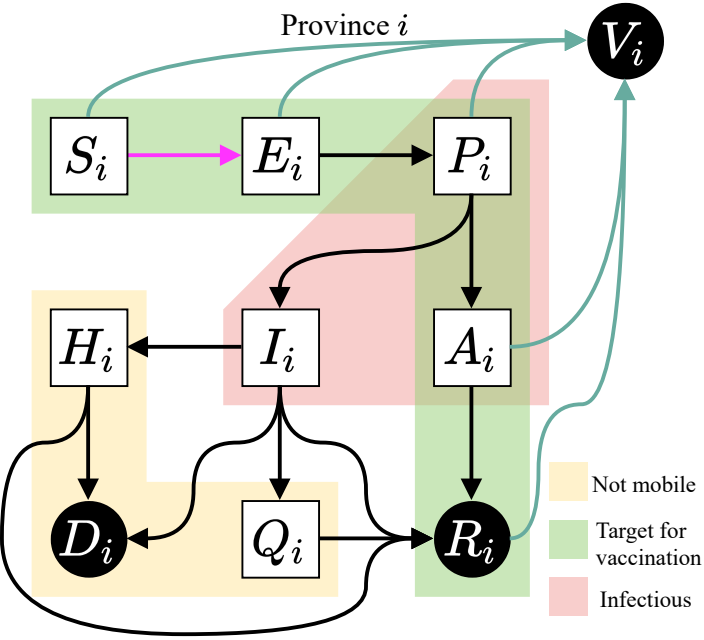 Province i
V_i
S_i
E_i
P_i
H_i
I_i
A_i
D_i
Q_i
R_i
Not mobile
Target for
vaccination
Infectious